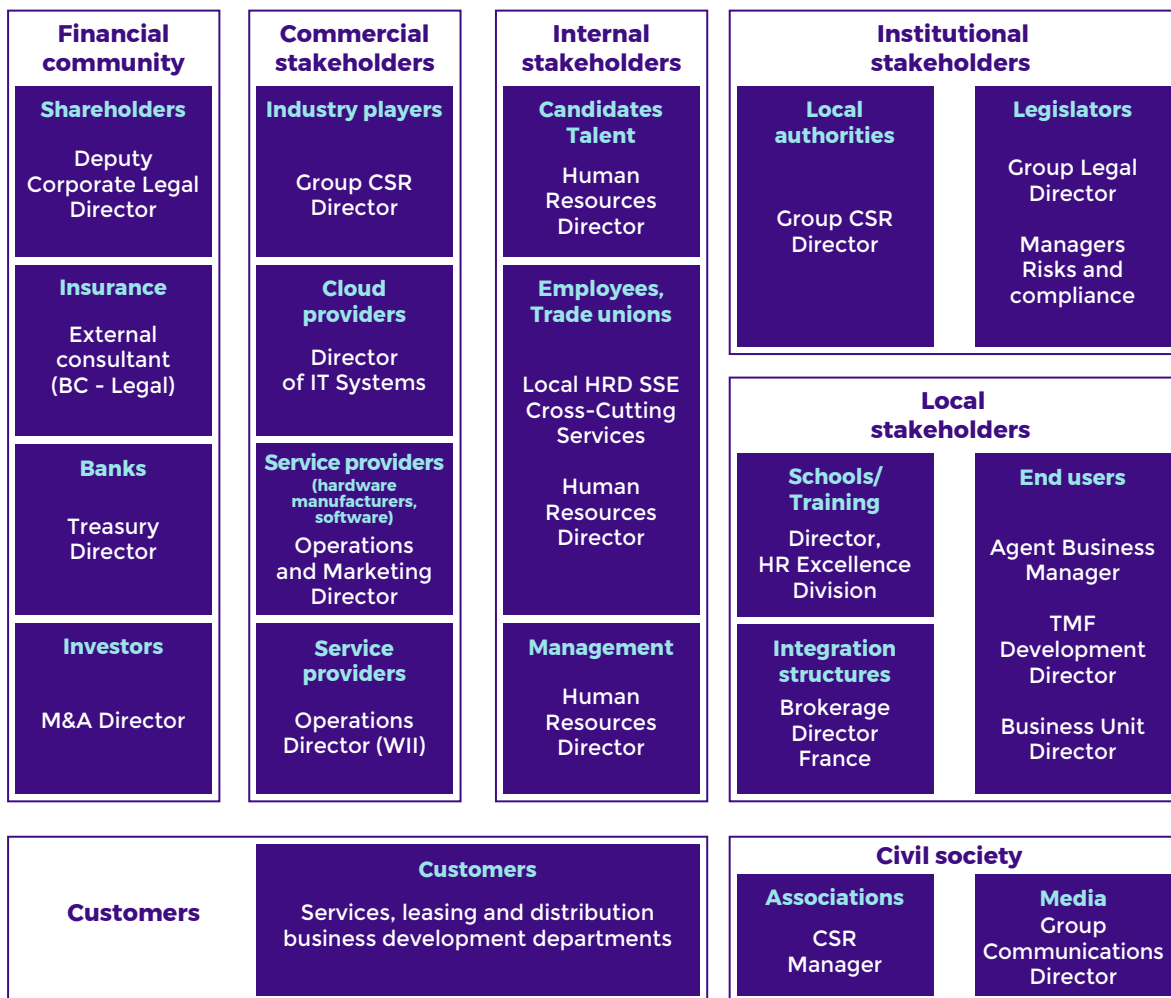 Financial
community
Shareholders
Deputy
Corporate Legal
Director
Insurance
External
consultant
(BC - Legal)
Banks
Treasury
Director
Investors
M&A Director
Commercial
stakeholders
Industry players
Group CSR
Director
Cloud
providers
Director
of IT Systems
Service providers
(hardware
manufacturers,
software)
Operations
and Marketing
Director
Service
providers
Operations
Director (WII)
Internal
stakeholders
Candidates
Talent
Human
Resources
Director
Employees,
Trade unions
Local HRD SSE
Cross-Cutting
Services
Human
Resources
Director
Management
Human
Resources
Director
Institutional
stakeholders
Local
authorities
Group CSR
Director
Legislators
Group Legal
Director
Managers
Risks and
compliance
Local
stakeholders
Schools/
Training
Director,
HR Excellence
Division
Integration
structures
Brokerage
Director
France
End users
Agent Business
Manager
TMF
Development
Director
Business Unit
Director
Customers
Customers
Services, leasing and distribution
business development departments
Civil society
Associations
CSR
Manager
Media
Group
Communications
Director